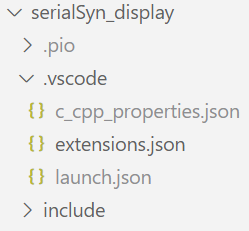 serialSyn_display
.pio
.vscode
c_cpp_properties.json
extensions.json
launch.json
include